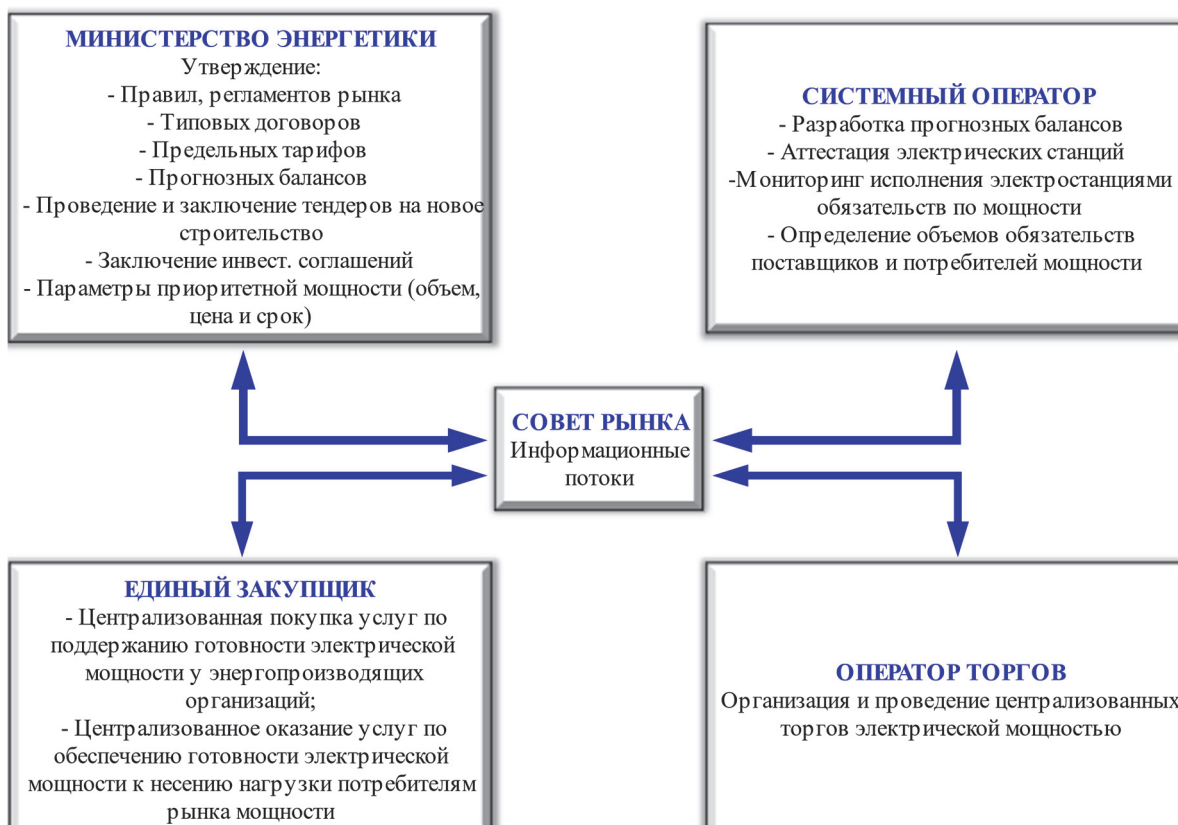 МИНИСТЕРСТВО ЭНЕРГЕТИКИ
Утверждение:
- Правил, регламентов рынка
- Типовых договоров
- Предельных тарифов
- Прогнозных балансов
- Проведение и заключение тендеров на новое
строительство
- Заключение инвест. соглашений
- Параметры приоритетной мощности (объем,
цена и срок)
СИСТЕМНЫЙ ОПЕРАТОР
- Разработка прогнозных балансов
- Аттестация электрических станций
-Мониторинг исполнения электростанциями
обязательств по мощности
- Определение объемов обязательств
поставщиков и потребителей мощности
СОВЕТ РЫНКА
Информационные
потоки
ЕДИНЫЙ ЗАКУПЩИК
- Централизованная покупка услуг по
поддержанию готовности электрической
мощности у энергопроизводящих
организаций;
- Централизованное оказание услуг по
обеспечению готовности электрической
мощности к несению нагрузки потребителям
рынка мощности
ОПЕРАТОР ТОРГОВ
Организация и проведение централизованных
торгов электрической мощностью